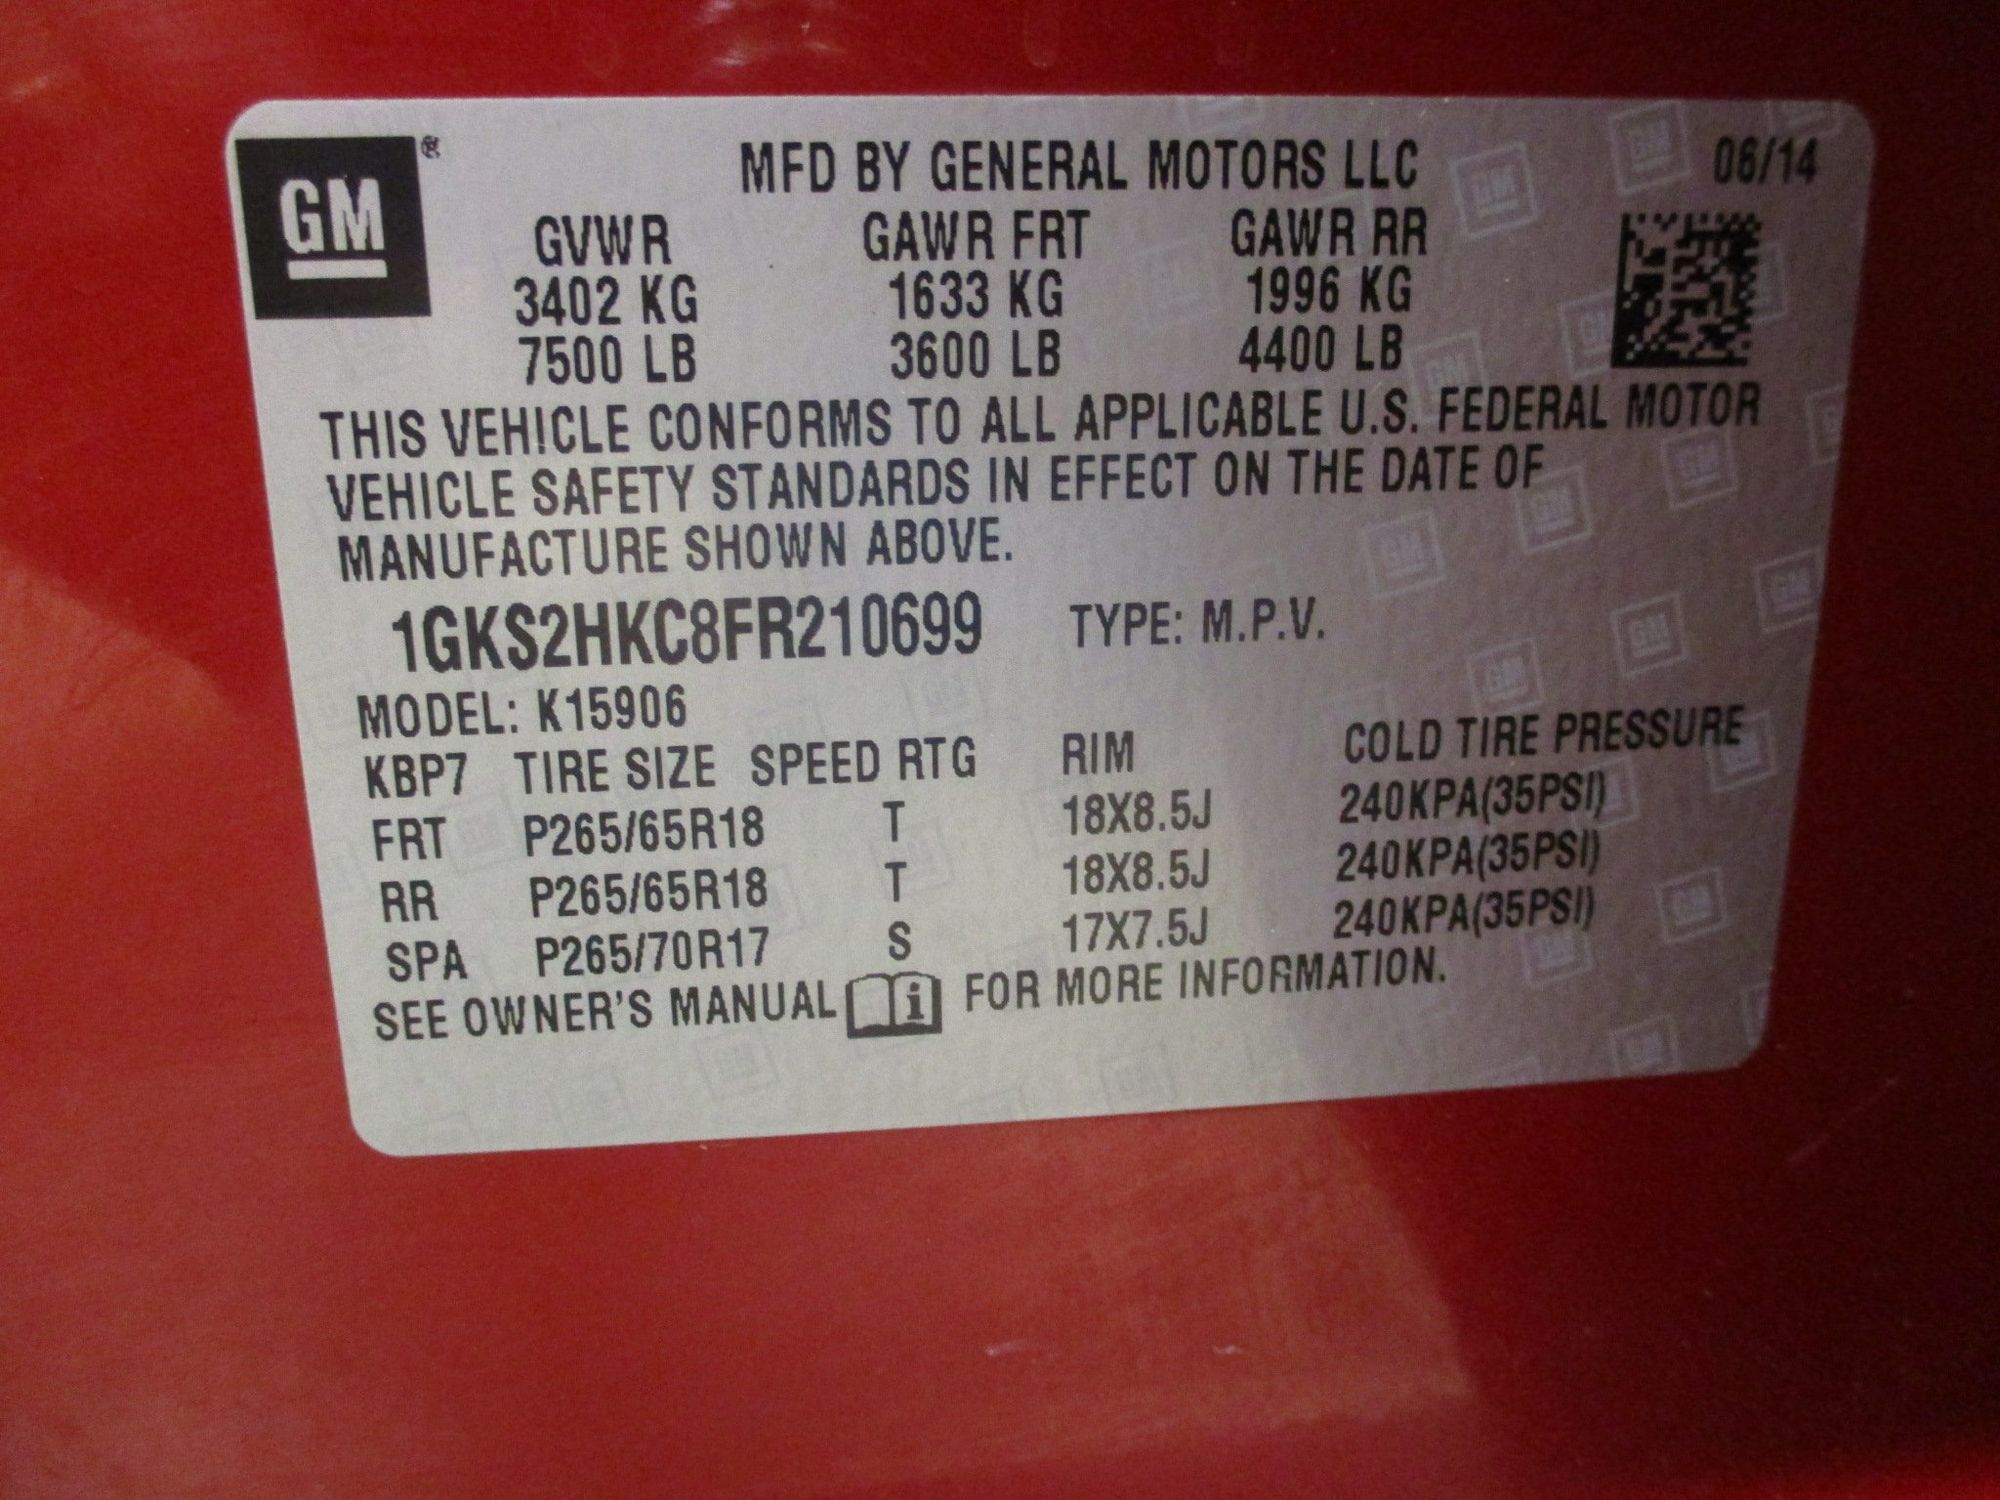 GM®
MFD BY GENERAL MOTORS LLC 06/14
GVWR GAWR FRT GAWR RR
3402 KG 1633 KG 1996 KG
7500 LB 3600 LB 4400 LB
THIS VEHICLE CONFORMS TO ALL APPLICABLE U.S. FEDERAL MOTOR
VEHICLE SAFETY STANDARDS IN EFFECT ON THE DATE OF
MANUFACTURE SHOWN ABOVE.
1GKS2HKC8FR210699 TYPE: M.P.V.
MODEL: K15906
KBP7 TIRE SIZE SPEED RTG RIM COLD TIRE PRESSURE
FRT P265/65R18 T 18X8.5J 240KPA(35PSI)
RR P265/65R18 T 18X8.5J 240KPA(35PSI)
SPA P265/70R17 S 17X7.5J 240KPA(35PSI)
SEE OWNER'S MANUAL i FOR MORE INFORMATION.